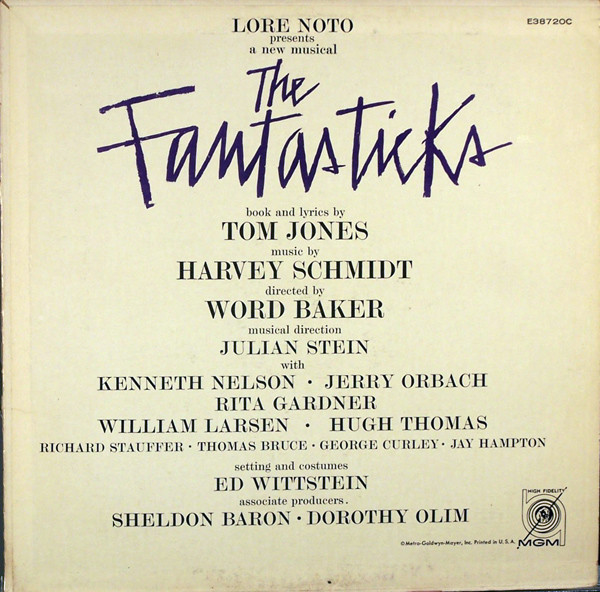 LORE NOTO
E38720C
presents
a new musical
The
Fantasticks
book and lyrics by
TOM JONES
music by
HARVEY SCHMIDT
directed by
WORD BAKER
musical direction
JULIAN STEIN
with
KENNETH NELSON · JERRY ORBACH
RITA GARDNER
WILLIAM LARSEN · HUGH THOMAS
RICHARD STAUFFER · THOMAS BRUCE · GEORGE CURLEY · JAY HAMPTON
setting and costumes
ED WITTSTEIN
associate producers.
SHELDON BARON · DOROTHY OLIM
HIGH FIDELITY
MGM
©Metro-Goldwyn-Mayer, Inc. Printed in U. S. A.